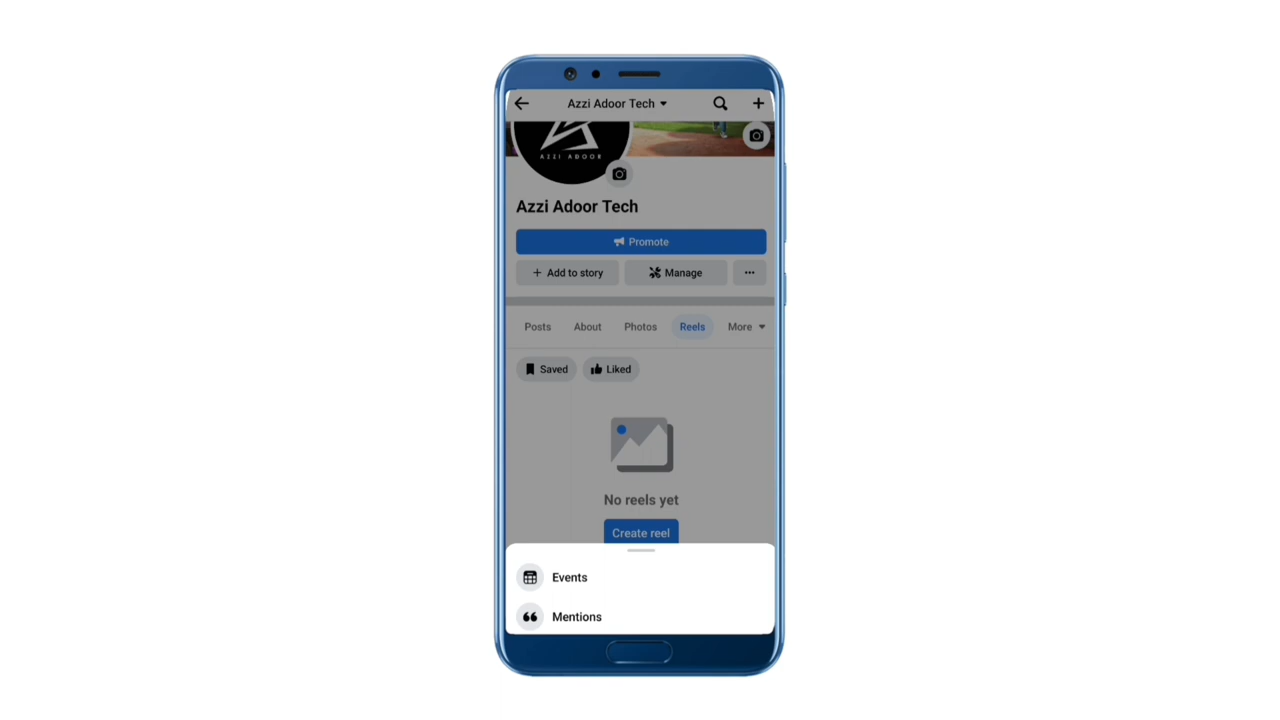 Azzi Adoor Tech
AZZI ADOOR
Azzi Adoor Tech
Promote
+ Add to story Manage ...
Posts About Photos Reels More
Saved Liked
No reels yet
Create reel
Events
Mentions